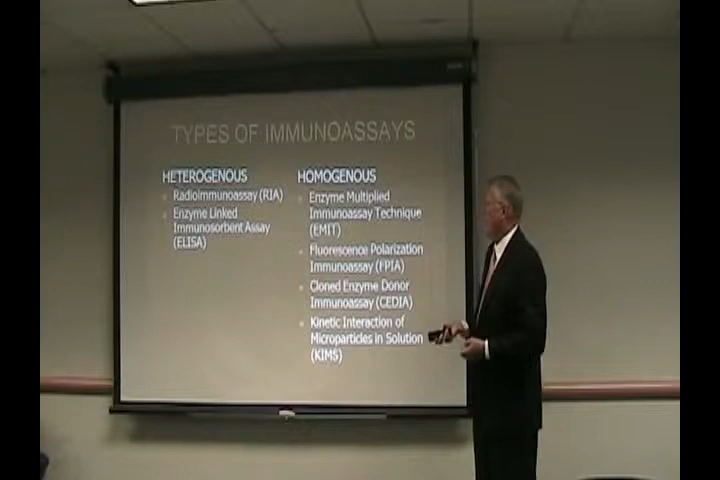 TYPES OF IMMUNOASSAYS
HETEROGENOUS
Radioimmunoassay (RIA)
Enzyme Linked
Immunosorbent Assay
(ELISA)
HOMOGENOUS
Enzyme Multiplied
Immunoassay Technique
(EMIT)
Fluorescence Polarization
Immunoassay (FPIA)
Cloned Enzyme Donor
Immunoassay (CEDIA)
Kinetic Interaction of
Microparticles in Solution
(KIMS)